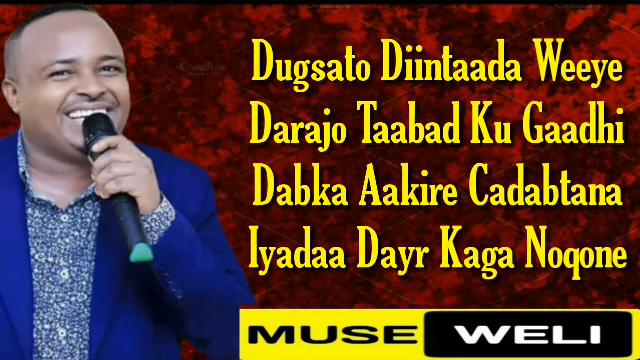 Dugsato Diintaada Weeye
Darajo Taabad Ku Gaadhi
Dabka Aakire Cadabtana
Iyadaa Dayr Kaga Noqone
MUSE WELI